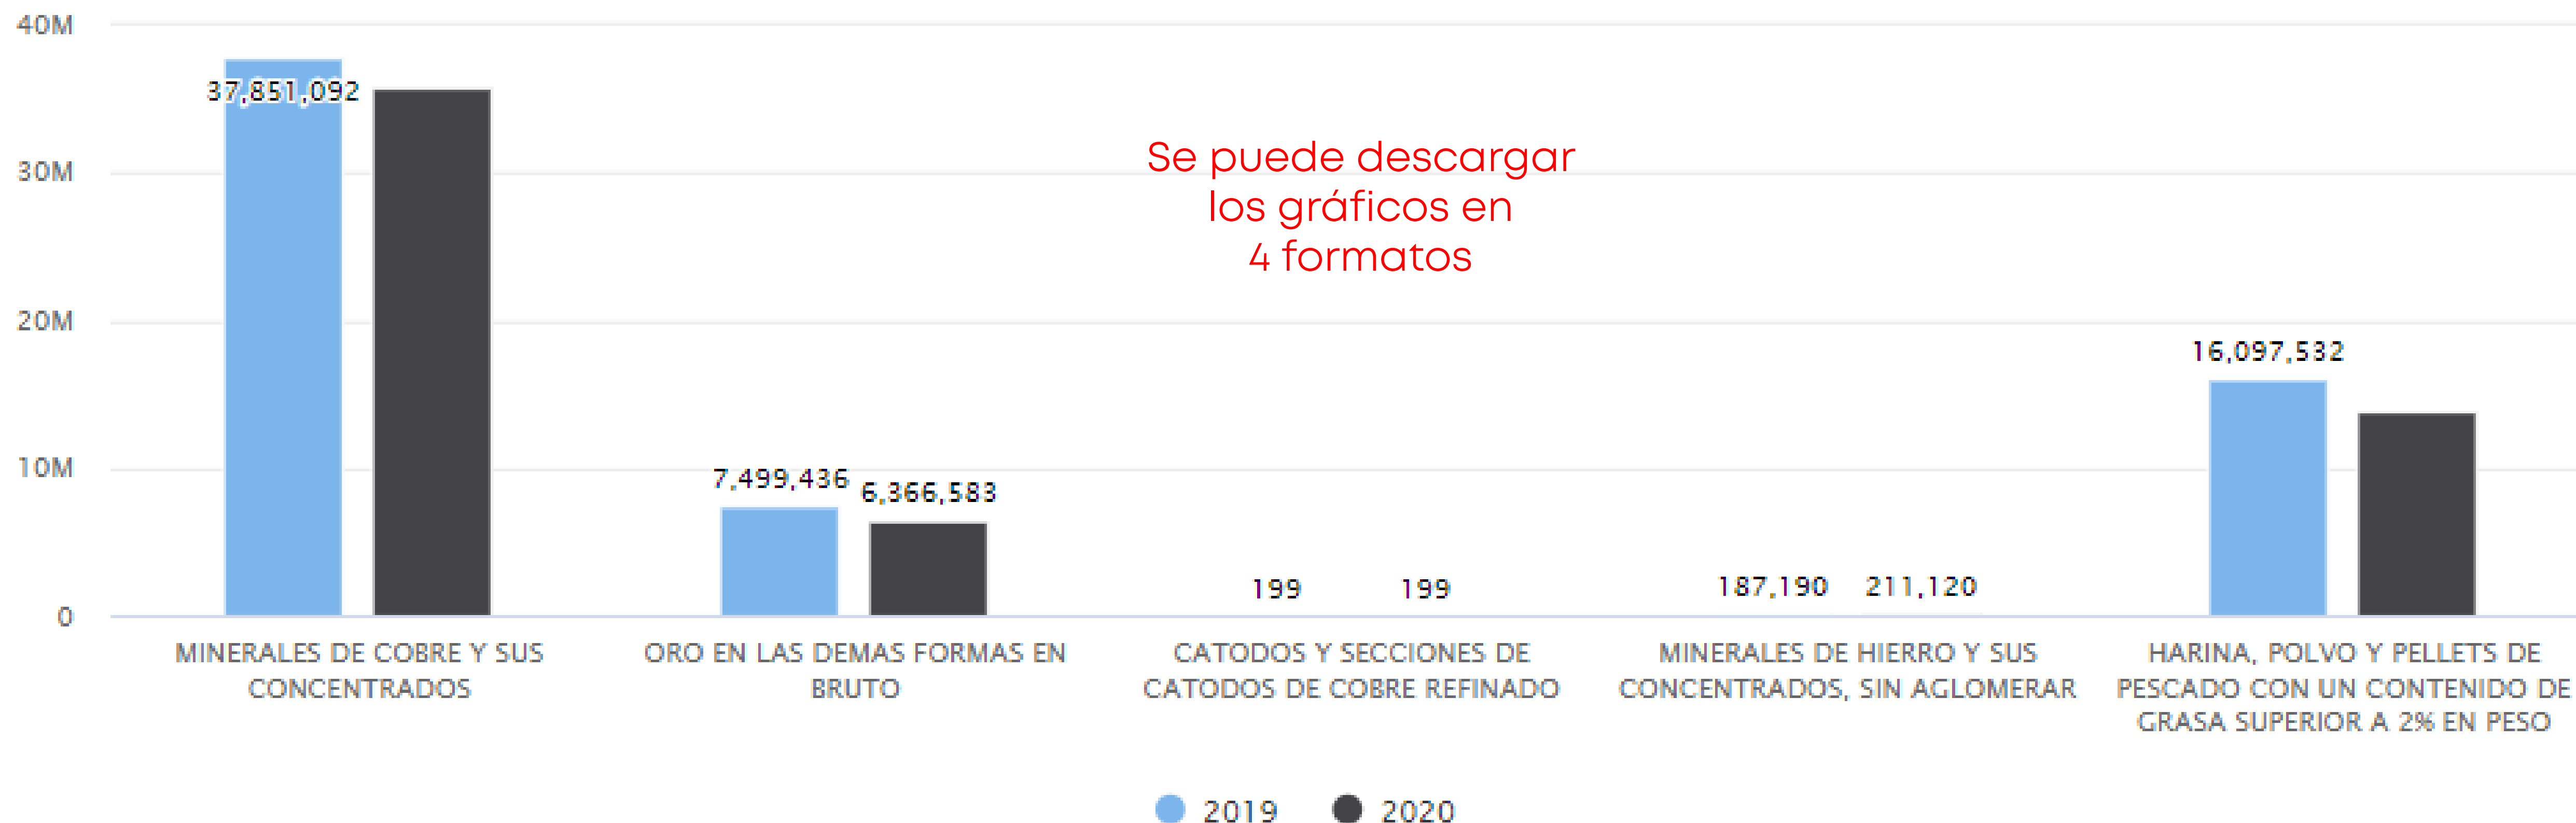 40M
37,851,092
30M
Se puede descargar
los gráficos en
4 formatos
20M
16,097,532
10M
7,499,436
6,366,583
199
199
187,190
211,120
0
MINERALES DE COBRE Y SUS
CONCENTRADOS
ORO EN LAS DEMAS FORMAS EN
BRUTO
CATODOS Y SECCIONES DE
CATODOS DE COBRE REFINADO
MINERALES DE HIERRO Y SUS
CONCENTRADOS, SIN AGLOMERAR
HARINA, POLVO Y PELLETS DE
PESCADO CON UN CONTENIDO DE
GRASA SUPERIOR A 2% EN PESO
2019
2020